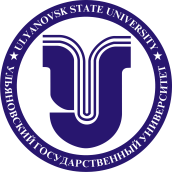 ★ ULYANOVSK STATE UNIVERSITY ★
УЛЬЯНОВСКИЙ ГОСУДАРСТВЕННЫЙ УНИВЕРСИТЕТ